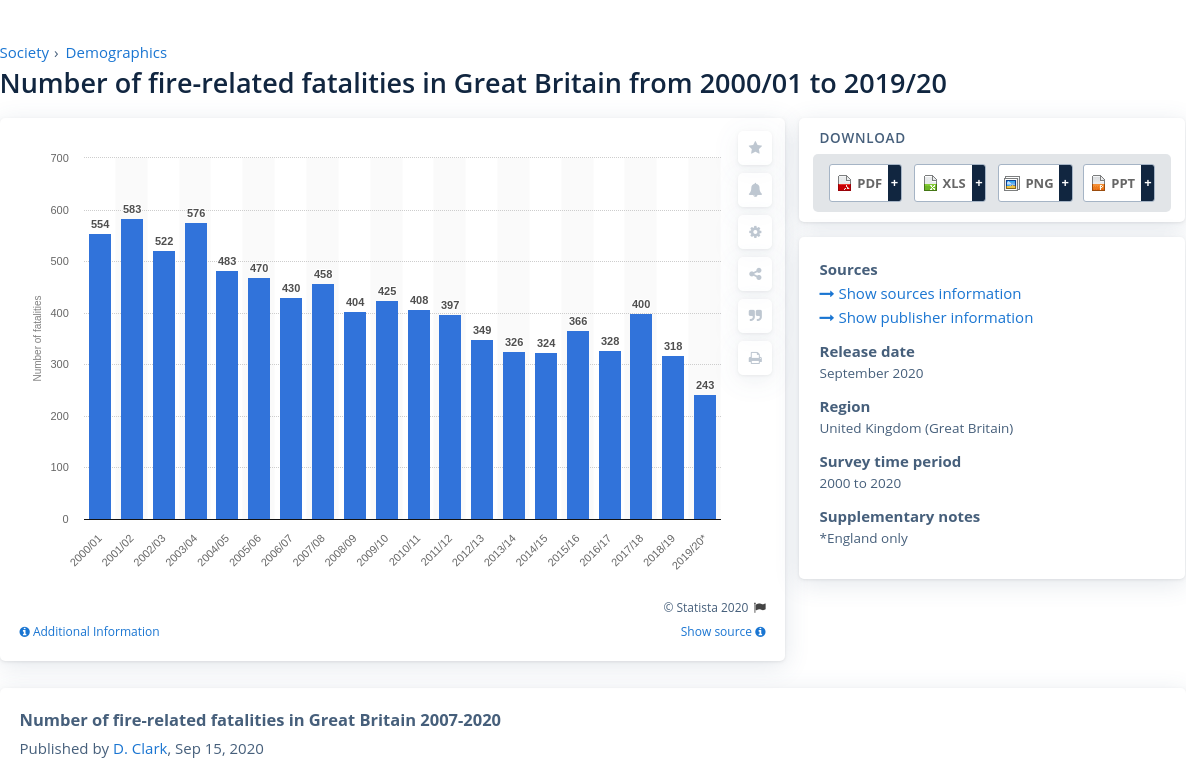 Society › Demographics
Number of fire-related fatalities in Great Britain from 2000/01 to 2019/20
700
600
500
400
300
200
100
0
Number of fatalities
554
583
522
576
483
470
430
458
404
425
408
397
349
326
324
366
328
400
318
243
2000/01
2001/02
2002/03
2003/04
2004/05
2005/06
2006/07
2007/08
2008/09
2009/10
2010/11
2011/12
2012/13
2013/14
2014/15
2015/16
2016/17
2017/18
2018/19
2019/20*
© Statista 2020
Additional Information
Show source
DOWNLOAD
PDF + XLS + PNG + PPT +
Sources
Show sources information
Show publisher information
Release date
September 2020
Region
United Kingdom (Great Britain)
Survey time period
2000 to 2020
Supplementary notes
*England only
Number of fire-related fatalities in Great Britain 2007-2020
Published by D. Clark, Sep 15, 2020